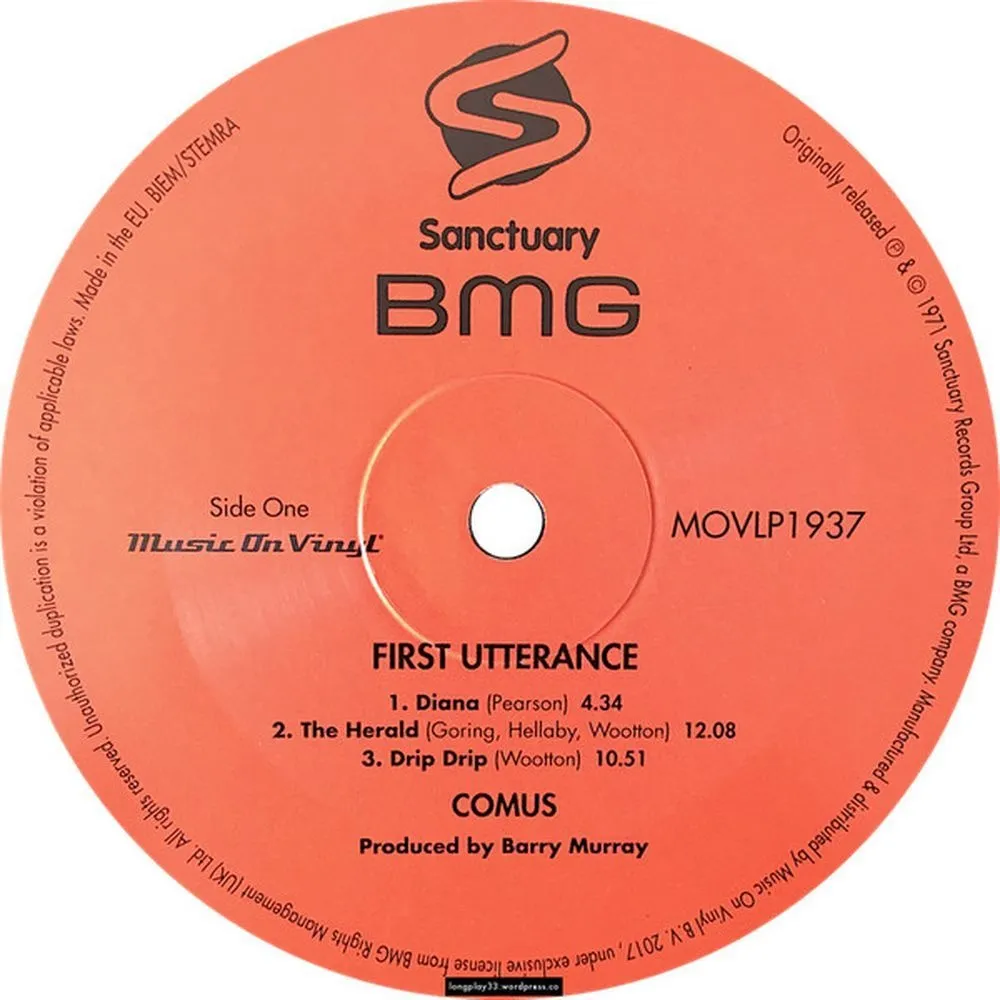 Sanctuary
BMG
Side One
Music On Vinyl
MOVLP1937
FIRST UTTERANCE
1. Diana (Pearson) 4.34
2. The Herald (Goring, Hellaby, Wootton) 12.08
3. Drip Drip (Wootton) 10.51
COMUS
Produced by Barry Murray
Originally released ℗ & © 1971 Sanctuary Records Group Ltd, a BMG company. Manufactured & distributed by Music On Vinyl B.V. 2017, under exclusive license from BMG Rights Management (UK) Ltd. All rights reserved. Unauthorized duplication is a violation of applicable laws. Made in the EU. BIEM/STEMRA
longplay33.wordpress.co